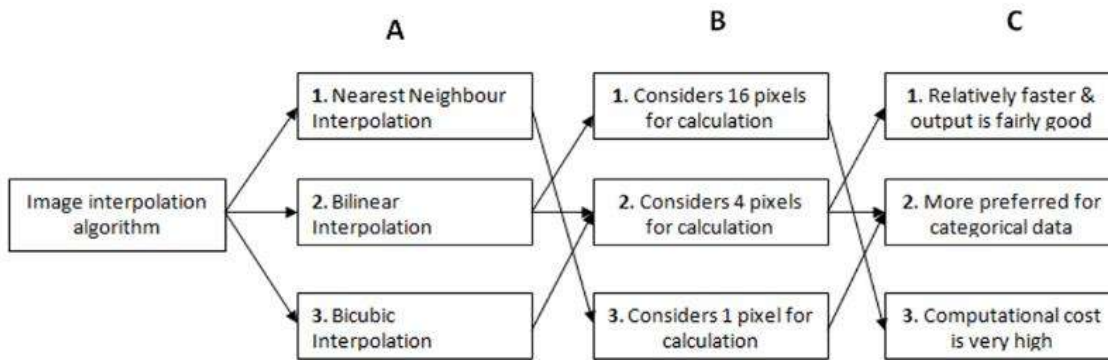 A
B
C
Image interpolation
algorithm
1. Nearest Neighbour
Interpolation
2. Bilinear
Interpolation
3. Bicubic
Interpolation
1. Considers 16 pixels
for calculation
2. Considers 4 pixels
for calculation
3. Considers 1 pixel for
calculation
1. Relatively faster &
output is fairly good
2. More preferred for
categorical data
3. Computational cost
is very high